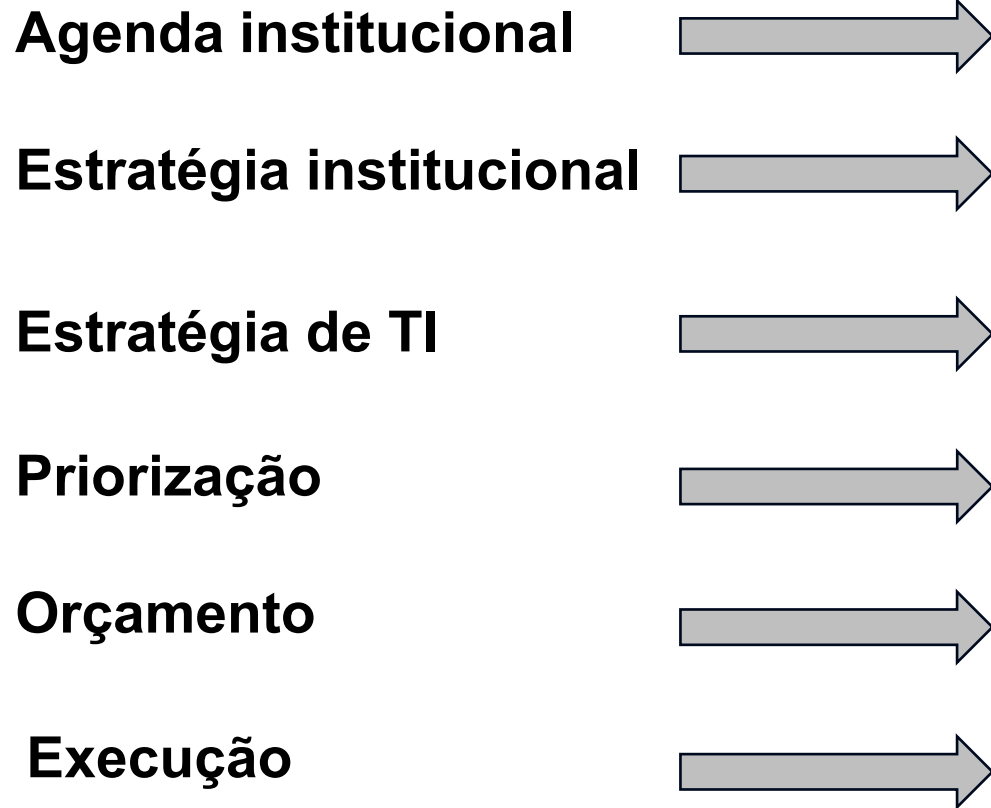 Agenda institucional
Estratégia institucional
Estratégia de TI
Priorização
Orçamento
Execução